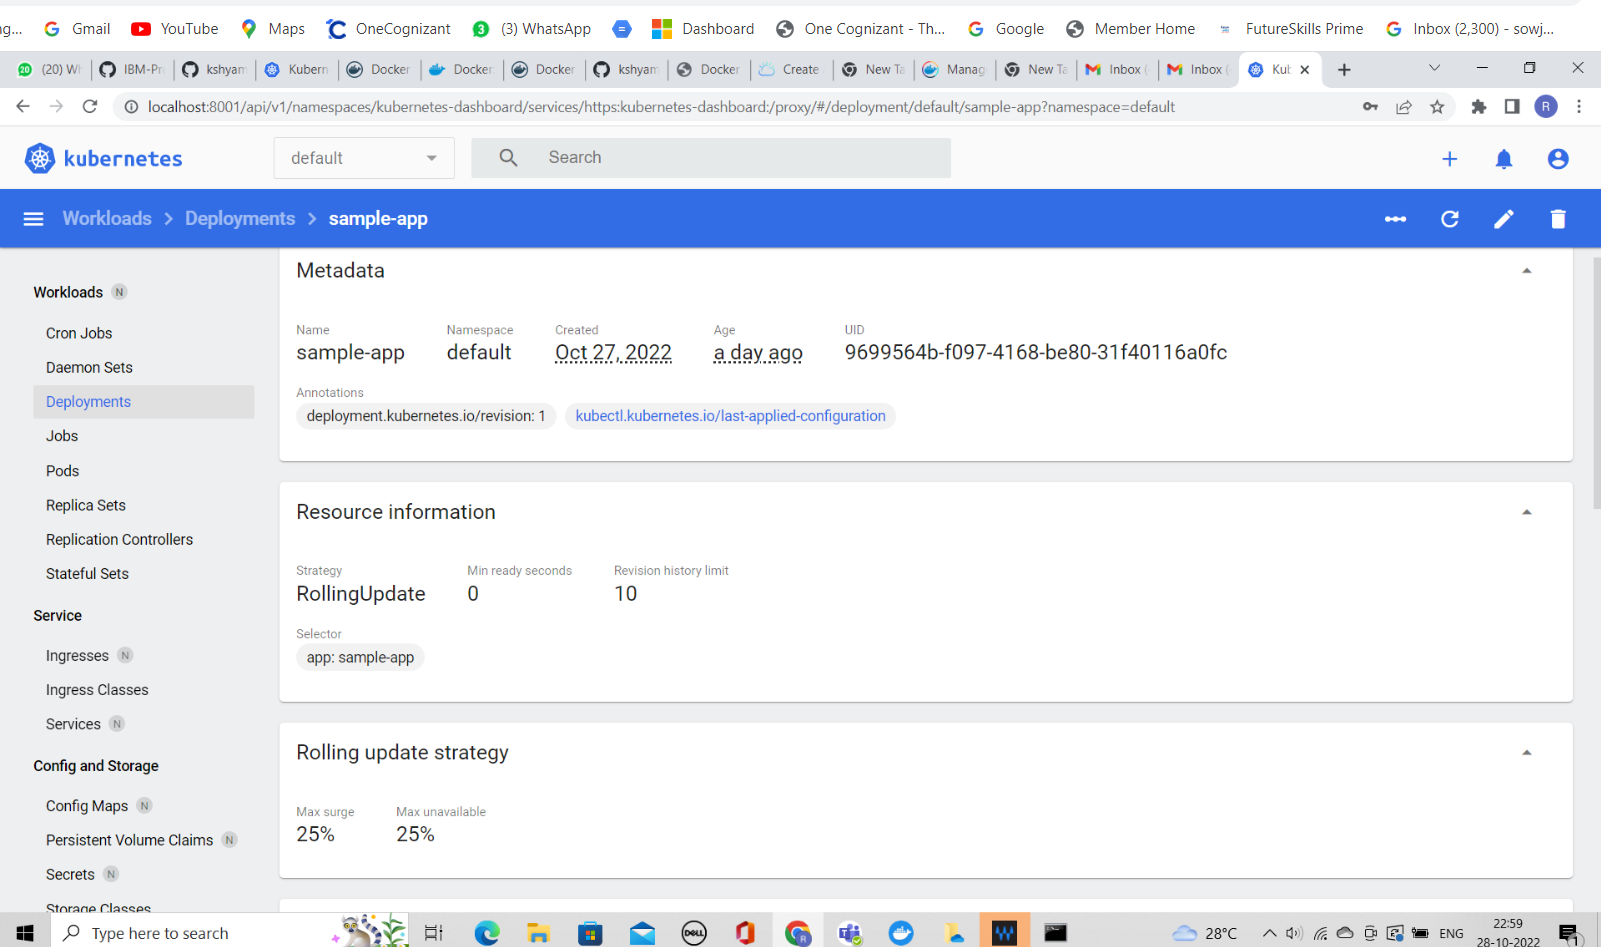 Gmail YouTube Maps OneCognizant (3) WhatsApp Dashboard One Cognizant - Th... Google Member Home FutureSkills Prime Inbox (2,300) - sowj...
(20) Wh IBM-Pr kshyam Kubern Docker Docker Docker kshyam Docker Create New Ta Manag New Ta Inbox ( Inbox ( Kub
localhost:8001/api/v1/namespaces/kubernetes-dashboard/services/https:kubernetes-dashboard:/proxy/#/deployment/default/sample-app?namespace=default R
kubernetes default Search
Workloads > Deployments > sample-app
Workloads N
Cron Jobs
Daemon Sets
Deployments
Jobs
Pods
Replica Sets
Replication Controllers
Stateful Sets
Service
Ingresses N
Ingress Classes
Services N
Config and Storage
Config Maps N
Persistent Volume Claims N
Secrets N
Storage Classes
Metadata
Name Namespace Created Age UID
sample-app default Oct 27, 2022 a day ago 9699564b-f097-4168-be80-31f40116a0fc
Annotations
deployment.kubernetes.io/revision: 1 kubectl.kubernetes.io/last-applied-configuration
Resource information
Strategy Min ready seconds Revision history limit
RollingUpdate 0 10
Selector
app: sample-app
Rolling update strategy
Max surge Max unavailable
25% 25%
Type here to search DELL 28°C ENG 22:59
28-10-2022